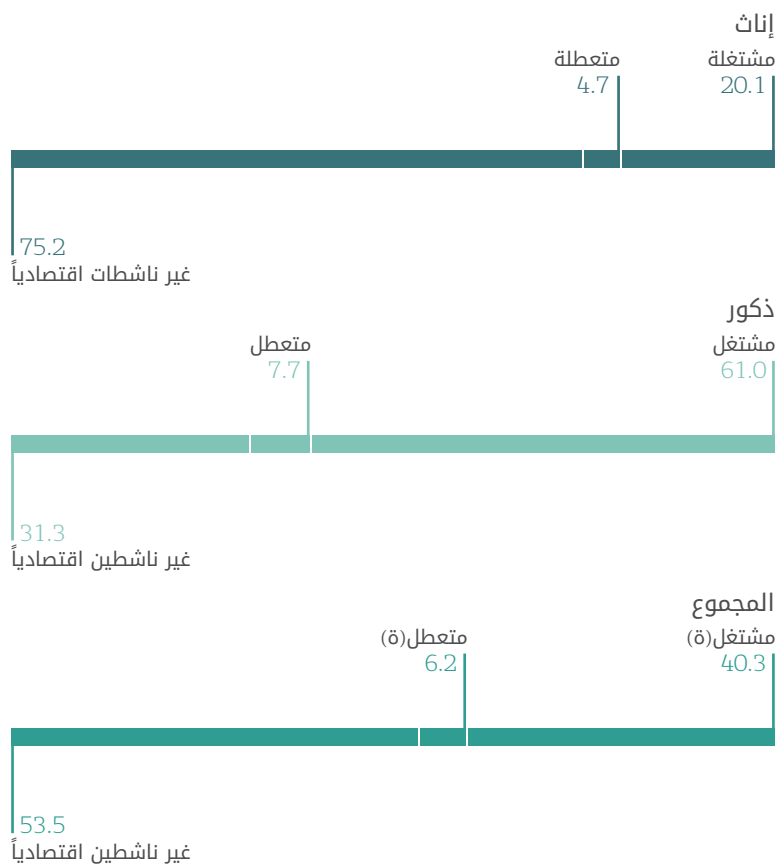 إناث
مشتغلة
20.1
متعطلة
4.7
75.2
غير ناشطات اقتصادياً
ذكور
مشتغل
61.0
متعطل
7.7
31.3
غير ناشطين اقتصادياً
المجموع
مشتغل(ة)
40.3
متعطل(ة)
6.2
53.5
غير ناشطين اقتصادياً